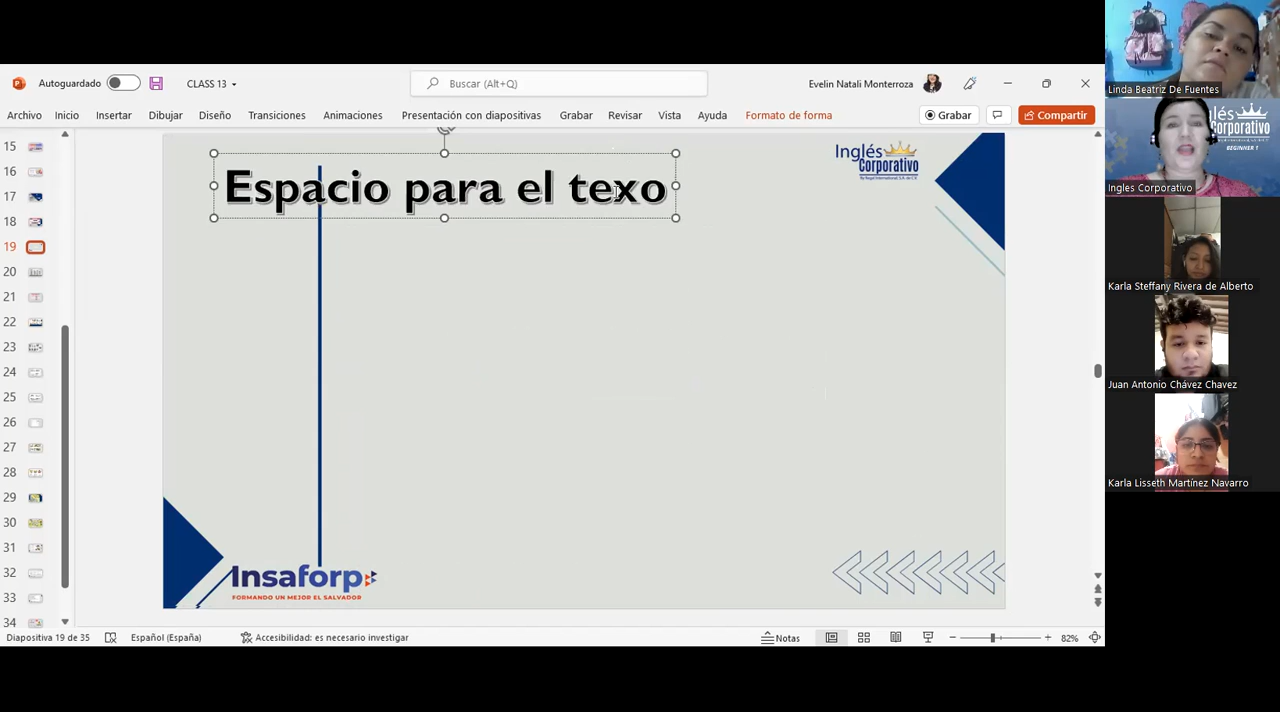 Autoguardado
CLASS 13
Buscar (Alt+Q)
Evelin Natali Monterroza
Archivo Inicio Insertar Dibujar Diseño Transiciones Animaciones Presentación con diapositivas Grabar Revisar Vista Ayuda Formato de forma
Grabar
Compartir
15
16
17
18
19
20
21
22
23
24
25
26
27
28
29
30
31
32
33
34
Espacio para el texo
Inglés
Corporativo
Insaforp
FORMANDO UN MEJOR EL SALVADOR
Diapositiva 19 de 35
Español (España)
Accesibilidad: es necesario investigar
Notas
82%
Linda Beatriz De Fuentes
lés
Corporativo
BEGINNER 1
Ingles Corporativo
Karla Steffany Rivera de Alberto
Juan Antonio Chávez Chavez
Karla Lisseth Martínez Navarro